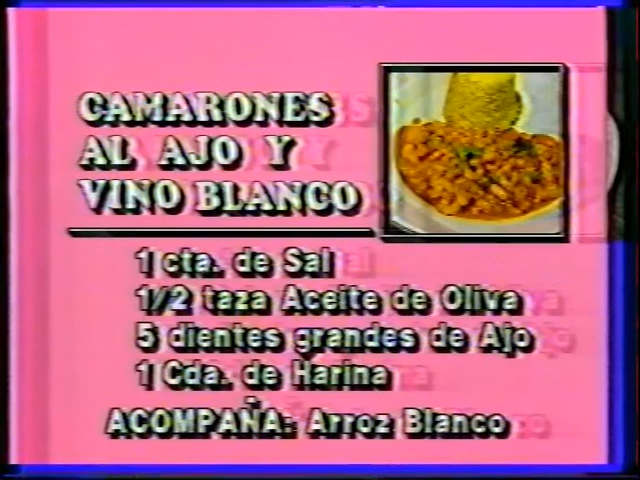 CAMARONES
AL AJO Y
VINO BLANCO
1 cta. de Sal
1/2 taza Aceite de Oliva
5 dientes grandes de Ajo
1 Cda. de Harina
ACOMPAÑA: Arroz Blanco